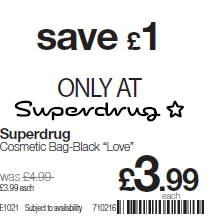 save £1
ONLY AT
Superdrug
Superdrug
Cosmetic Bag-Black “Love”
was £4.99
£3.99 each
£3.99
each
E1021 Subject to availability 710216